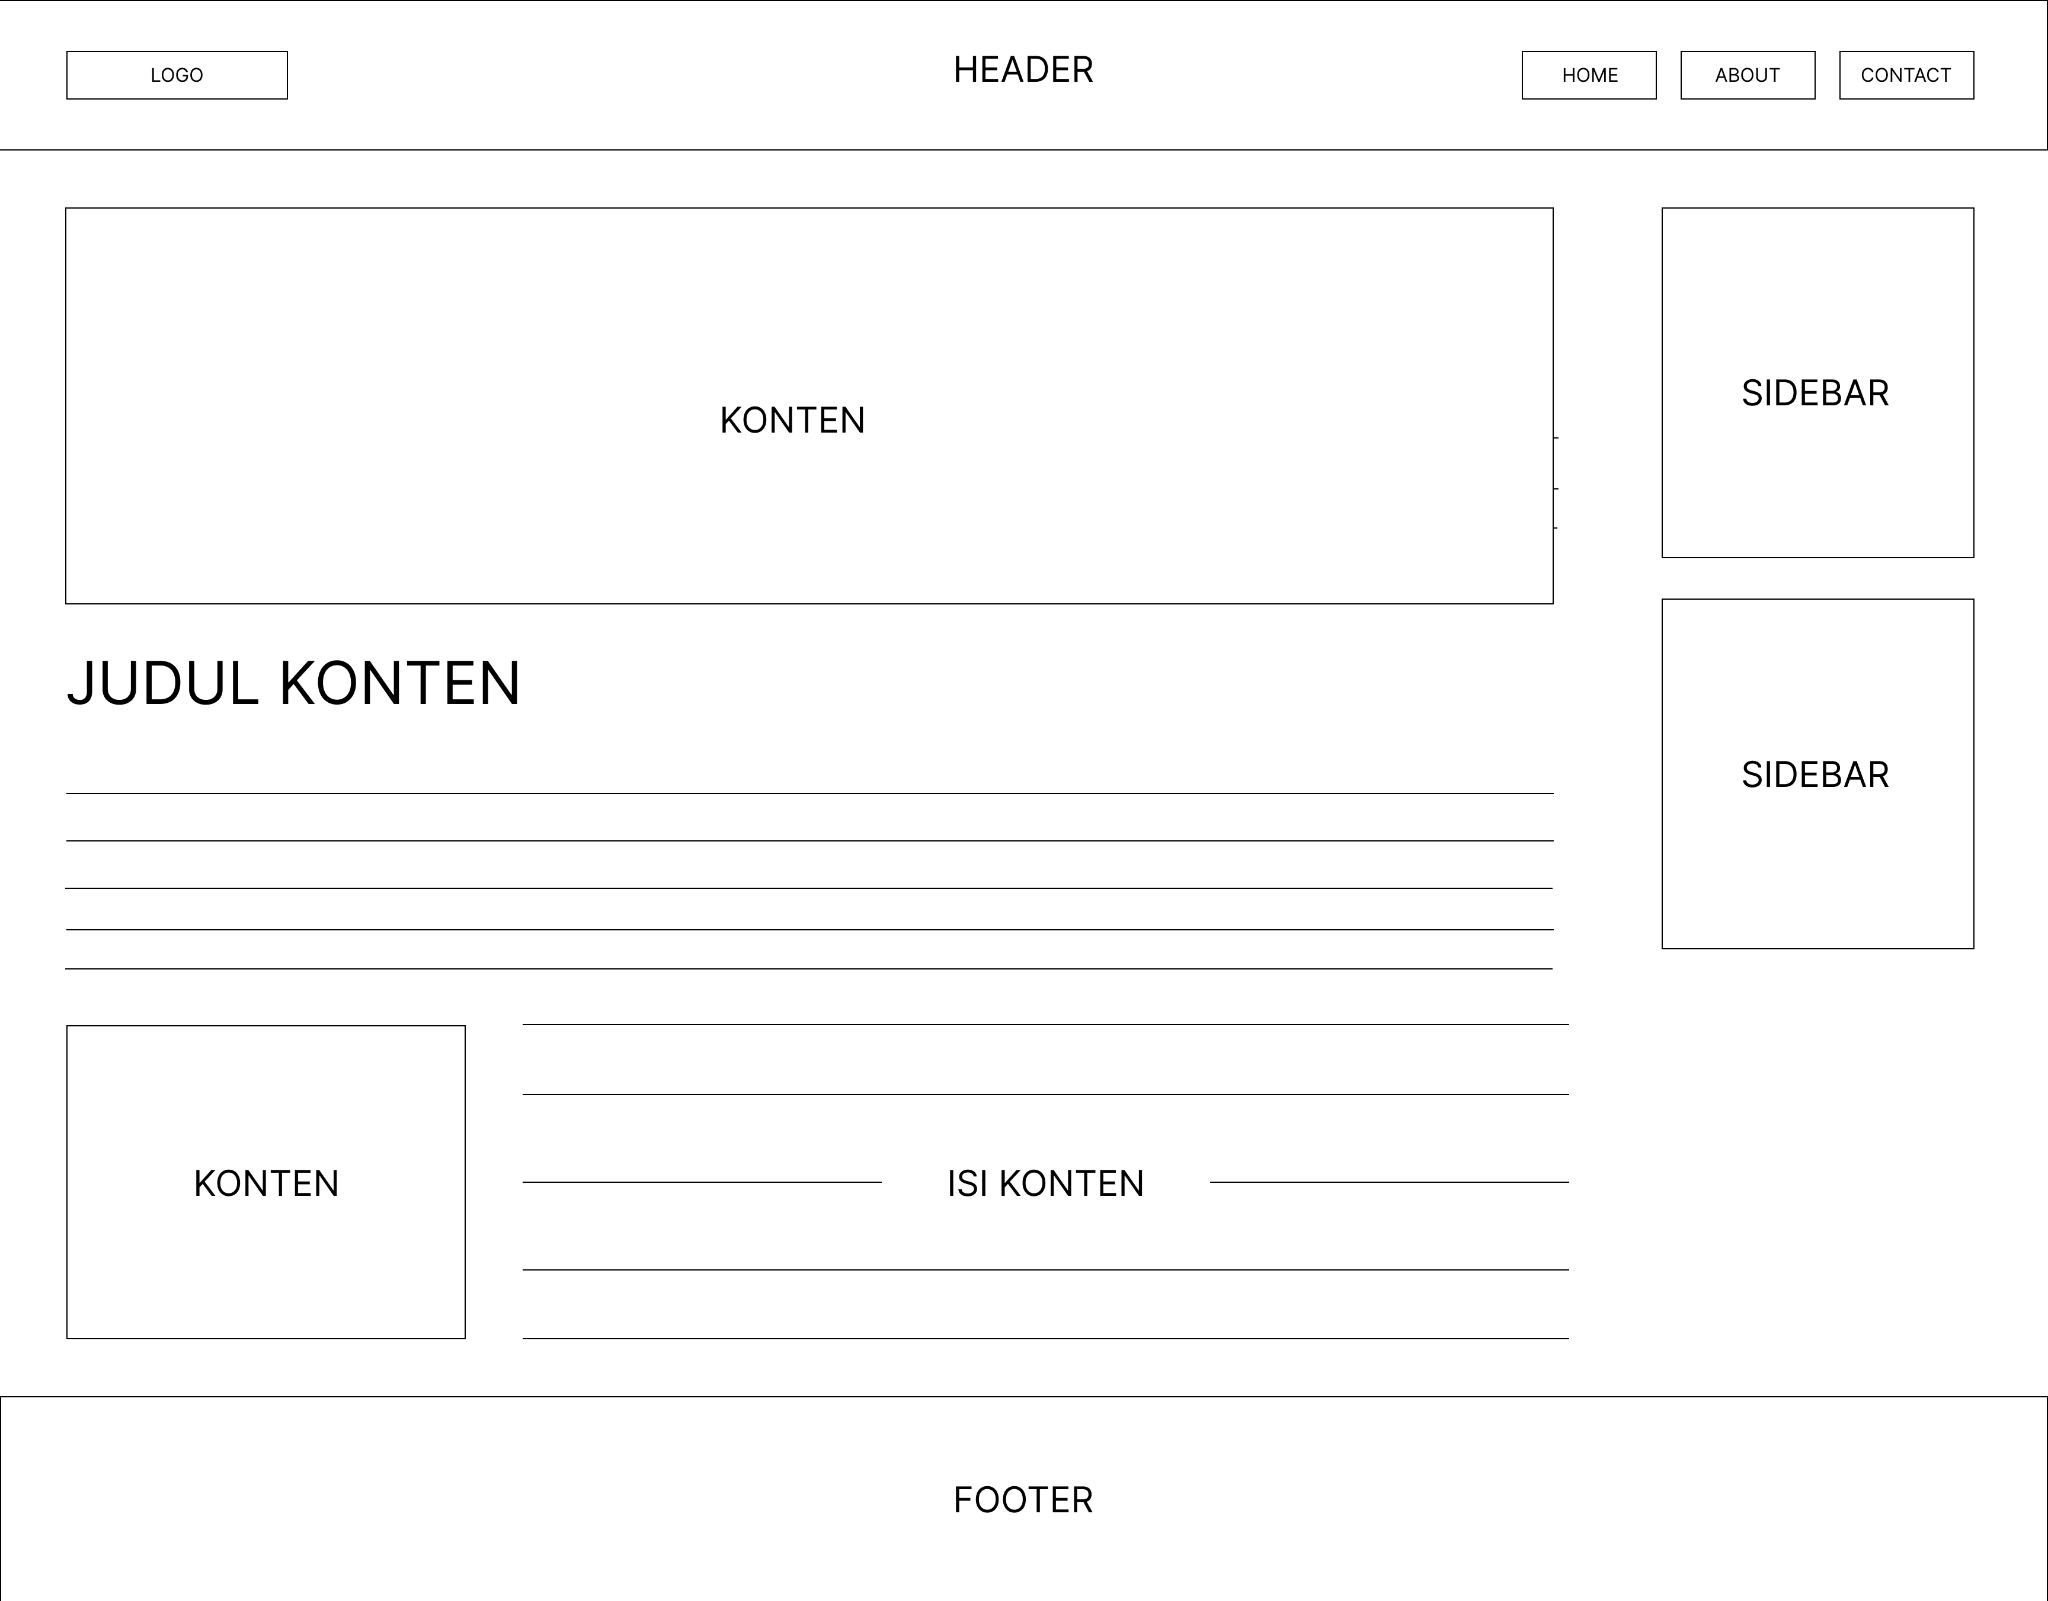 LOGO
HEADER
HOME
ABOUT
CONTACT
KONTEN
SIDEBAR
JUDUL KONTEN
SIDEBAR
KONTEN
ISI KONTEN
FOOTER